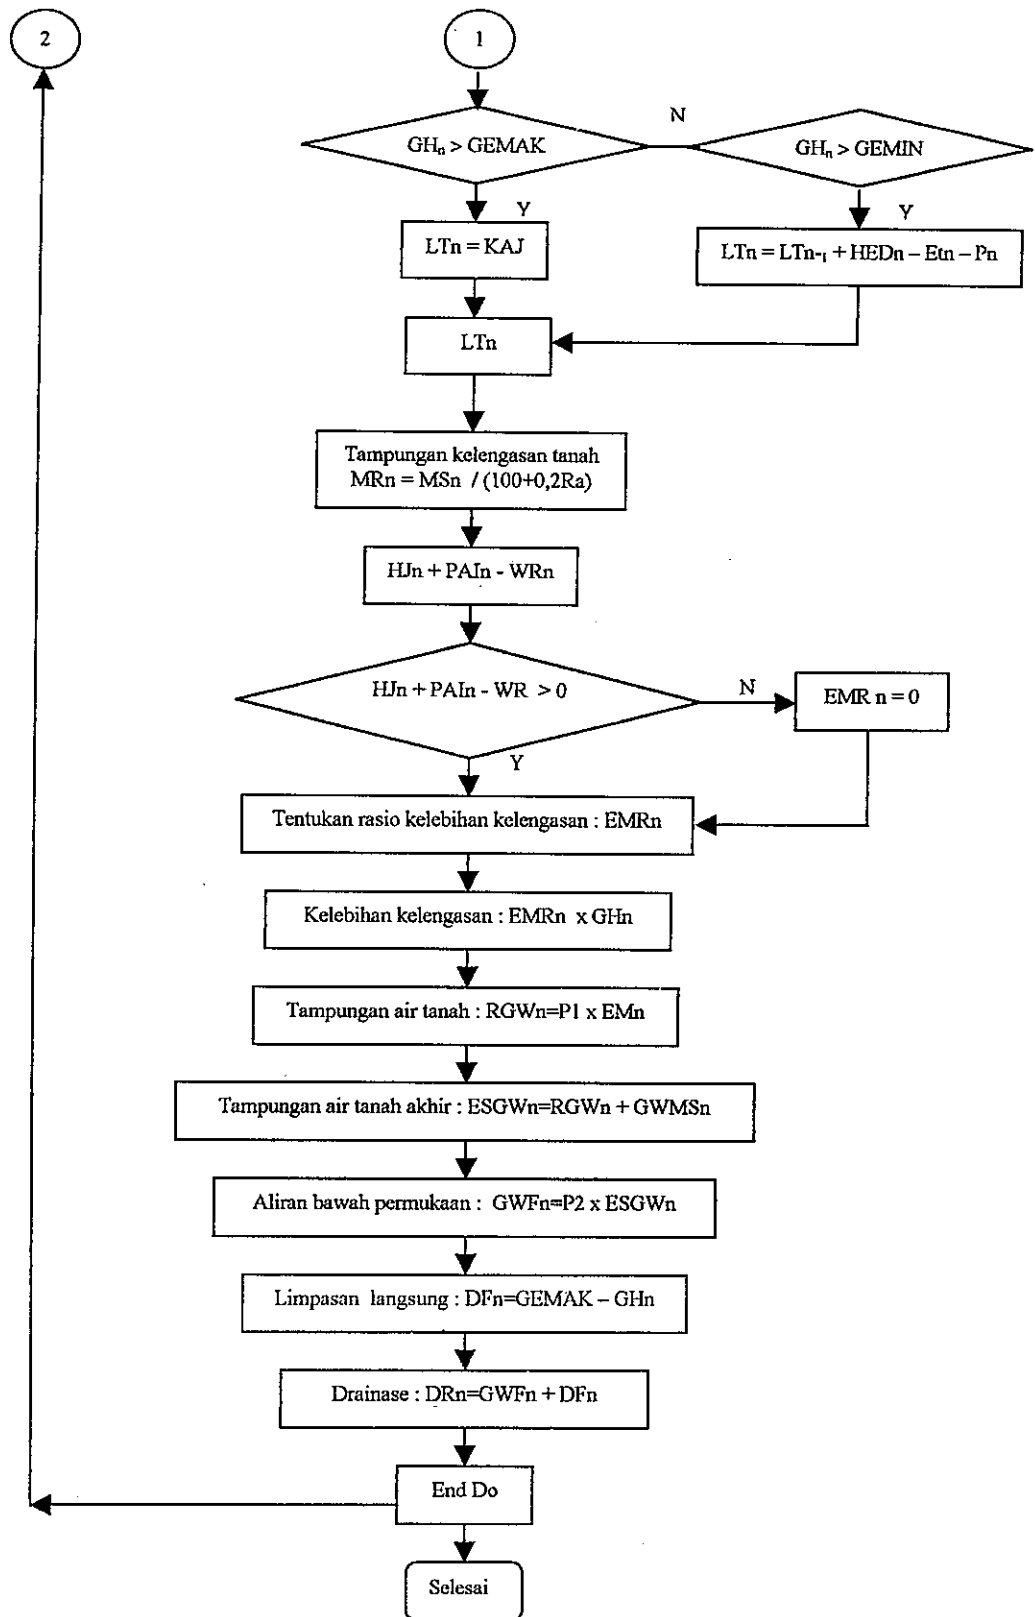 2
1
GHₙ > GEMAK
N
GHₙ > GEMIN
Y
Y
LTn = KAJ
LTn = LTn-₁ + HEDn – Etn – Pn
LTn
Tampungan kelengasan tanah
MRn = MSn / (100+0,2Ra)
HJn + PAIn - WRn
HJn + PAIn - WR > 0
N
EMR n = 0
Y
Tentukan rasio kelebihan kelengasan : EMRn
Kelebihan kelengasan : EMRn x GHn
Tampungan air tanah : RGWn=P1 x EMn
Tampungan air tanah akhir : ESGWn=RGWn + GWMSn
Aliran bawah permukaan : GWFn=P2 x ESGWn
Limpasan langsung : DFn=GEMAK – GHn
Drainase : DRn=GWFn + DFn
End Do
Selesai